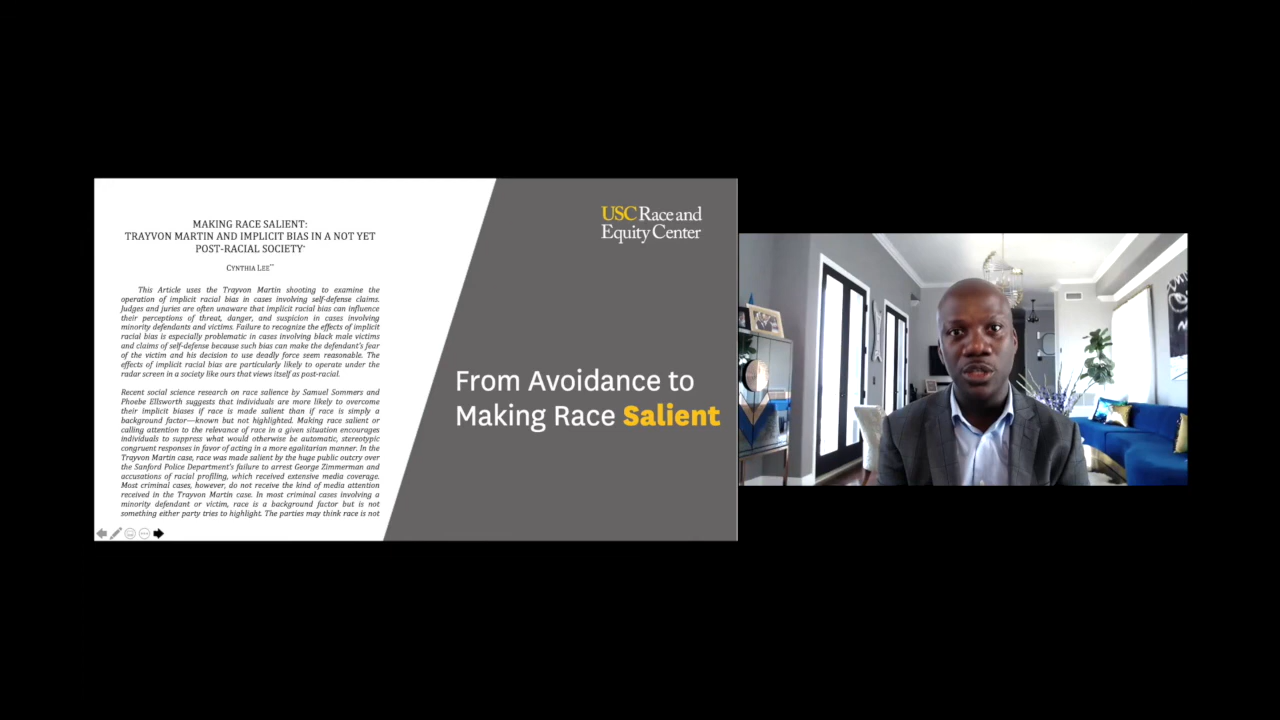 MAKING RACE SALIENT:
TRAYVON MARTIN AND IMPLICIT BIAS IN A NOT YET
POST-RACIAL SOCIETY*
CYNTHIA LEE**
This Article uses the Trayvon Martin shooting to examine the
operation of implicit racial bias in cases involving self-defense claims.
Judges and juries are often unaware that implicit racial bias can influence
their perceptions of threat, danger, and suspicion in cases involving
minority defendants and victims. Failure to recognize the effects of implicit
racial bias is especially problematic in cases involving black male victims
and claims of self-defense because such bias can make the defendant's fear
of the victim and his decision to use deadly force seem reasonable. The
effects of implicit racial bias are particularly likely to operate under the
radar screen in a society like ours that views itself as post-racial.
Recent social science research on race salience by Samuel Sommers and
Phoebe Ellsworth suggests that individuals are more likely to overcome
their implicit biases if race is made salient than if race is simply a
background factor—known but not highlighted. Making race salient or
calling attention to the relevance of race in a given situation encourages
individuals to suppress what would otherwise be automatic, stereotypic
congruent responses in favor of acting in a more egalitarian manner. In the
Trayvon Martin case, race was made salient by the huge public outcry over
the Sanford Police Department's failure to arrest George Zimmerman and
accusations of racial profiling, which received extensive media coverage.
Most criminal cases, however, do not receive the kind of media attention
received in the Trayvon Martin case. In most criminal cases involving a
minority defendant or victim, race is a background factor but is not
something either party tries to highlight. The parties may think race is not
USC Race and
Equity Center
From Avoidance to
Making Race Salient